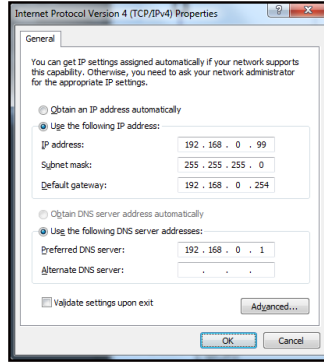 Internet Protocol Version 4 (TCP/IPv4) Properties
General
You can get IP settings assigned automatically if your network supports
this capability. Otherwise, you need to ask your network administrator
for the appropriate IP settings.
Obtain an IP address automatically
Use the following IP address:
IP address: 192 . 168 . 0 . 99
Subnet mask: 255 . 255 . 255 . 0
Default gateway: 192 . 168 . 0 . 254
Obtain DNS server address automatically
Use the following DNS server addresses:
Preferred DNS server: 192 . 168 . 0 . 1
Alternate DNS server: . . .
Validate settings upon exit
Advanced...
OK Cancel